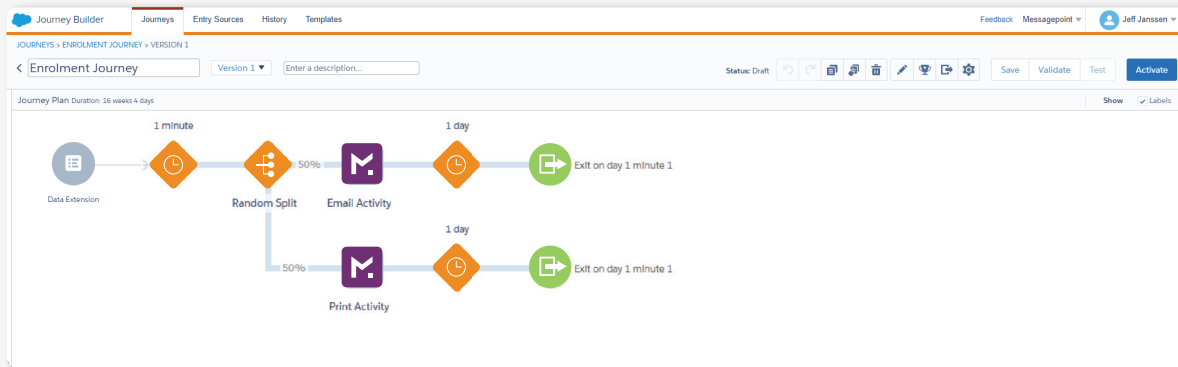 Journey Builder Journeys Entry Sources History Templates Feedback Messagepoint Jeff Janssen
JOURNEYS > ENROLMENT JOURNEY > VERSION 1
Enrolment Journey Version 1 Enter a description... Status: Draft Save Validate Test Activate
Journey Plan Duration: 16 weeks 4 days Show Labels
1 minute 1 day
50% Exit on day 1 minute 1
Data Extension Random Split Email Activity
1 day
50% Exit on day 1 minute 1
Print Activity